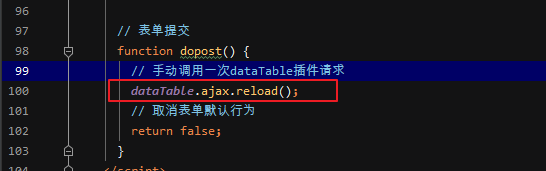 96
97 // 表单提交
98 function dopost() {
99 // 手动调用一次dataTable插件请求
100 dataTable.ajax.reload();
101 // 取消表单默认行为
102 return false;
103 }
104 </script>